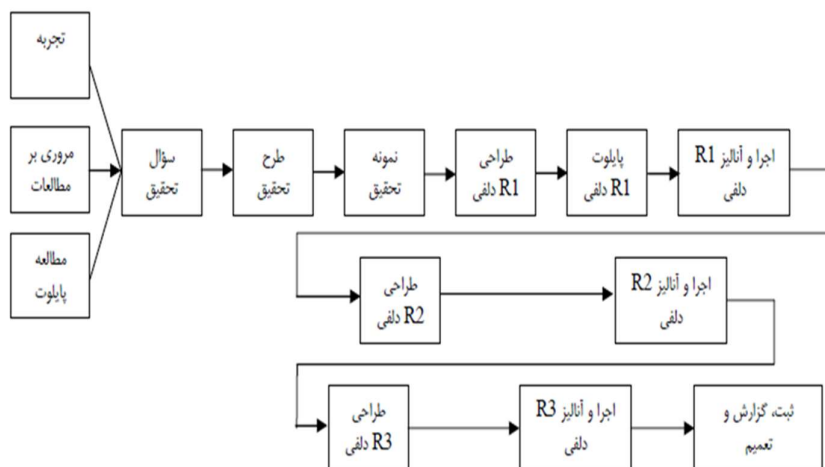 تجربه
مروری بر
مطالعات
مطالعه
پایلوت
سؤال
تحقیق
طرح
تحقیق
نمونه
تحقیق
طراحی
R1 دلفی
پایلوت
R1 دلفی
اجرا و آنالیز R1
دلفی
طراحی
R2 دلفی
اجرا و آنالیز R2
دلفی
طراحی
R3 دلفی
اجرا و آنالیز R3
دلفی
ثبت، گزارش و
تعمیم